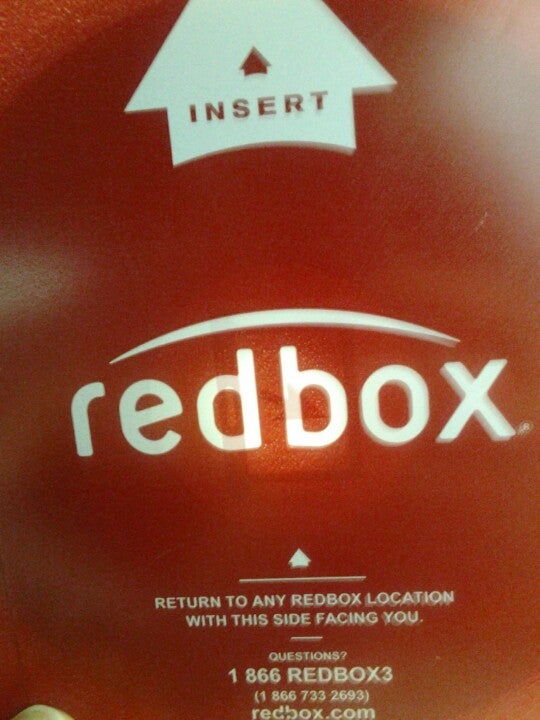 INSERT
redbox®
RETURN TO ANY REDBOX LOCATION
WITH THIS SIDE FACING YOU.
QUESTIONS?
1 866 REDBOX3
(1 866 733 2693)
redbox.com